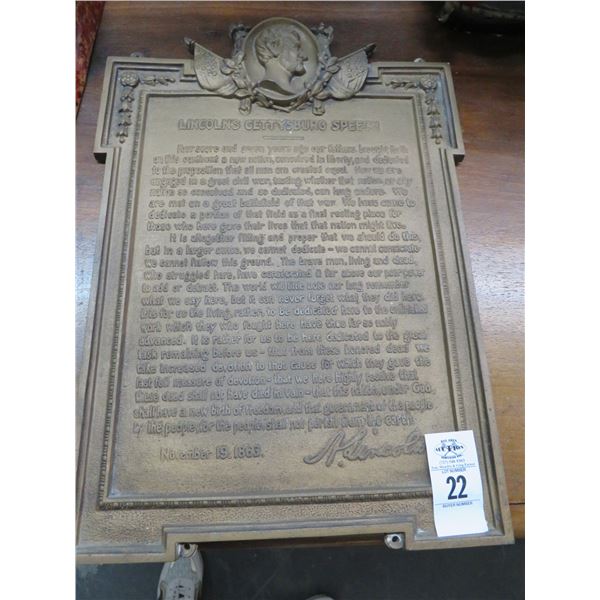 LINCOLN'S GETTYSBURG SPEECH
Four score and seven years ago our fathers brought forth
on this continent a new nation, conceived in liberty, and dedicated
to the proposition that all men are created equal. Now we are
engaged in a great civil war, testing whether that nation, or any
nation so conceived and so dedicated, can long endure. We
are met on a great battlefield of that war. We have come to
dedicate a portion of that field as a final resting place for
those who here gave their lives that that nation might live.
It is altogether fitting and proper that we should do this,
but in a larger sense, we cannot dedicate - we cannot consecrate -
we cannot hallow this ground. The brave men, living and dead,
who struggled here, have consecrated it far above our poor power
to add or detract. The world will little note nor long remember
what we say here, but it can never forget what they did here.
It is for us the living, rather, to be dedicated here to the unfinished
work which they who fought here have thus far so nobly
advanced. It is rather for us to be here dedicated to the great
task remaining before us - that from these honored dead we
take increased devotion to that cause for which they gave the
last full measure of devotion - that we here highly resolve that
these dead shall not have died in vain - that this nation, under God,
shall have a new birth of freedom, and that government of the people
by the people, for the people, shall not perish from the earth.
November 19, 1863.
A. Lincoln
AUCTION
LOT NUMBER
22
BUYER NUMBER